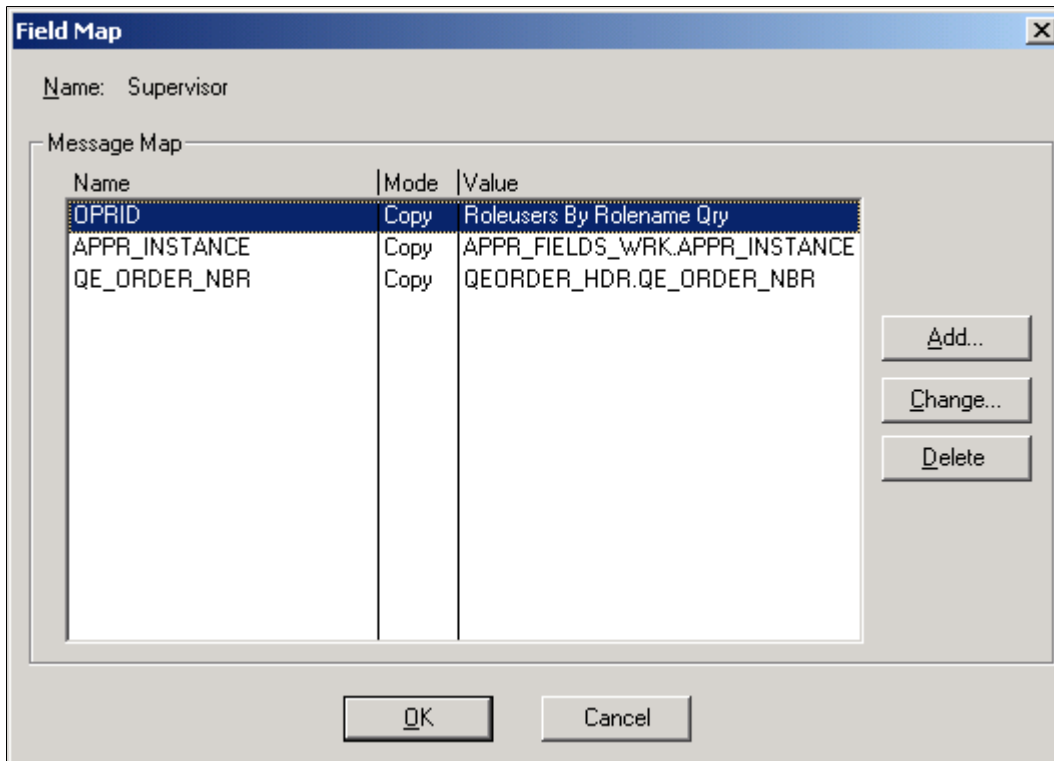 Field Map
Name: Supervisor
Message Map
Name Mode Value
OPRID Copy Roleusers By Rolename Qry
APPR_INSTANCE Copy APPR_FIELDS_WRK.APPR_INSTANCE
QE_ORDER_NBR Copy QEORDER_HDR.QE_ORDER_NBR
Add...
Change...
Delete
OK Cancel